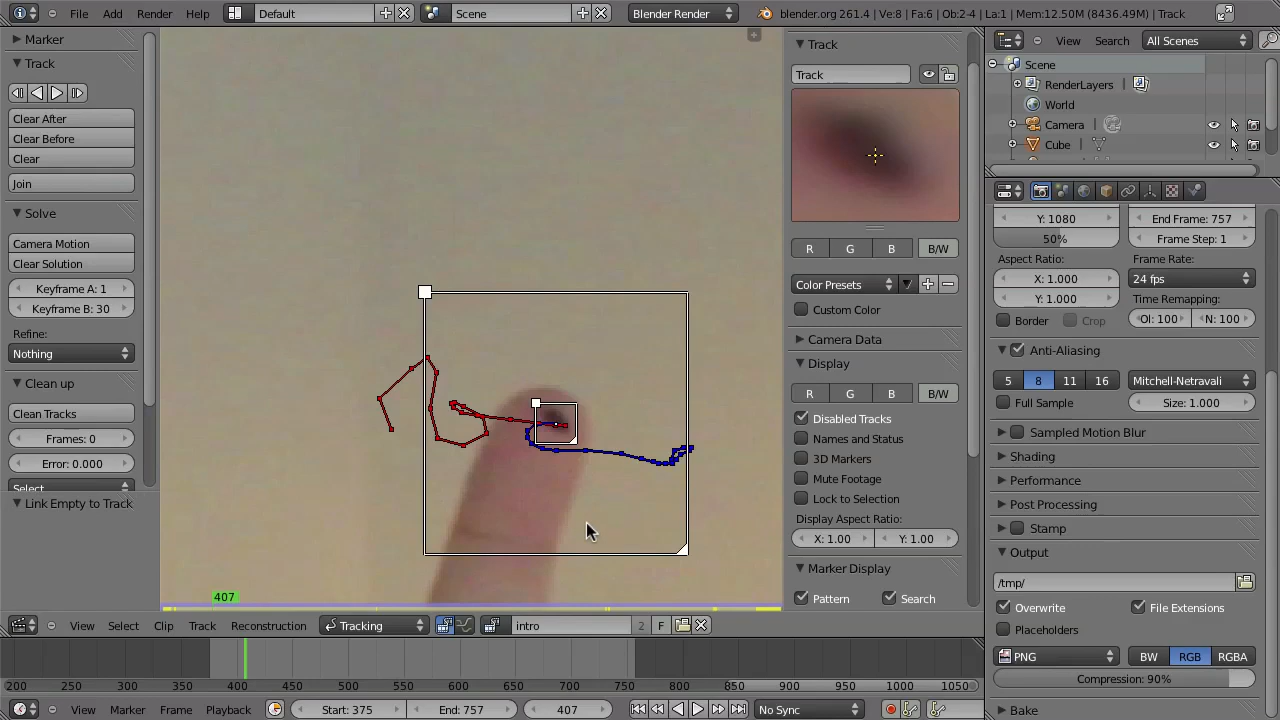 File Add Render Help Default Scene Blender Render blender.org 261.4 | Ve:8 | Fa:6 | Ob:2-4 | La:1 | Mem:12.50M (8436.49M) | Track
Marker
Track
Clear After
Clear Before
Clear
Join
Solve
Camera Motion
Clear Solution
Keyframe A: 1
Keyframe B: 30
Refine:
Nothing
Clean up
Clean Tracks
Frames: 0
Error: 0.000
Select
Link Empty to Track
407
Track
Track
R G B B/W
Color Presets
Custom Color
Camera Data
Display
R G B B/W
Disabled Tracks
Names and Status
3D Markers
Mute Footage
Lock to Selection
Display Aspect Ratio:
X: 1.00 Y: 1.00
Marker Display
Pattern Search
View Search All Scenes
Scene
RenderLayers
World
Camera
Cube
Y: 1080 End Frame: 757
50% Frame Step: 1
Aspect Ratio: Frame Rate:
X: 1.000 24 fps
Y: 1.000 Time Remapping:
Border Crop Ol: 100 N: 100
Anti-Aliasing
5 8 11 16 Mitchell-Netravali
Full Sample Size: 1.000
Sampled Motion Blur
Shading
Performance
Post Processing
Stamp
Output
/tmp/
Overwrite File Extensions
Placeholders
PNG BW RGB RGBA
Compression: 90%
Bake
View Select Clip Track Reconstruction Tracking intro 2 F
200 250 300 350 400 450 500 550 600 650 700 750 800 850 900 950 1000 1050
View Marker Frame Playback Start: 375 End: 757 407 No Sync